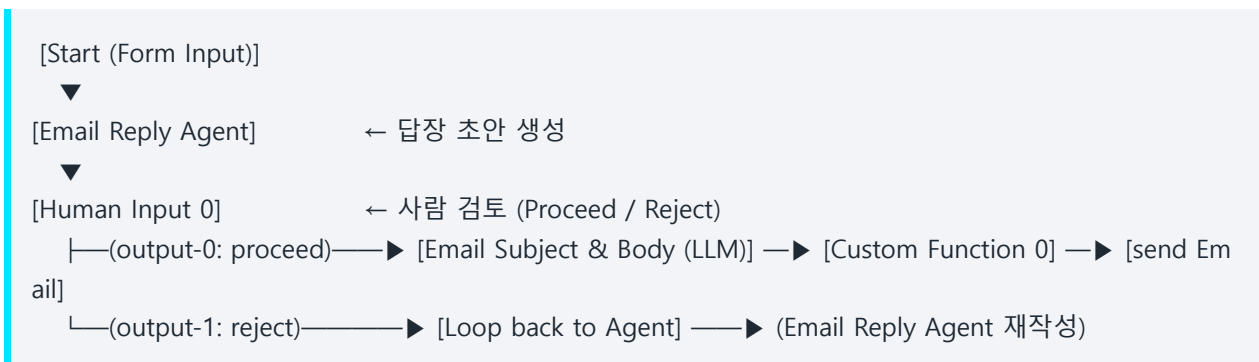 [Start (Form Input)]
▼
[Email Reply Agent] ← 답장 초안 생성
▼
[Human Input 0] ← 사람 검토 (Proceed / Reject)
├──(output-0: proceed)───▶ [Email Subject & Body (LLM)] ─▶ [Custom Function 0] ─▶ [send Em
ail]
└──(output-1: reject)─────▶ [Loop back to Agent] ───▶ (Email Reply Agent 재작성)